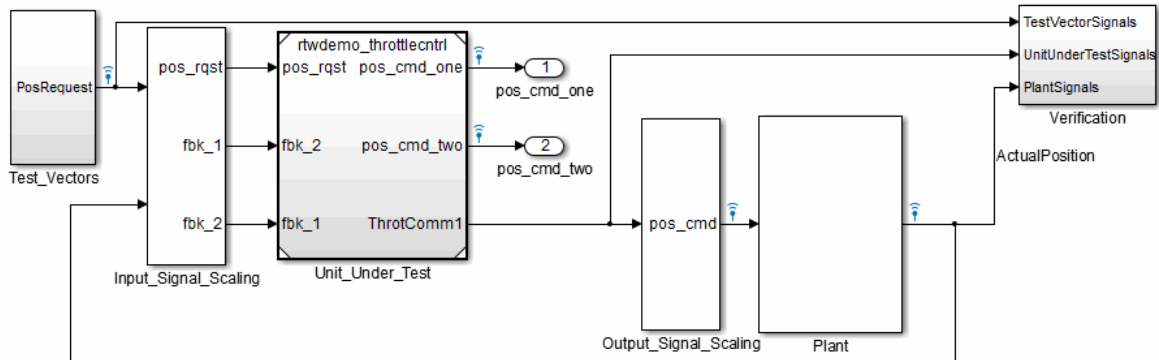 TestVectorSignals
UnitUnderTestSignals
PlantSignals
Verification
PosRequest
Test_Vectors
pos_rqst
fbk_1
fbk_2
Input_Signal_Scaling
rtwdemo_throttlecntrl
pos_rqst pos_cmd_one
fbk_2 pos_cmd_two
fbk_1 ThrotComm1
Unit_Under_Test
1
pos_cmd_one
2
pos_cmd_two
pos_cmd
Output_Signal_Scaling
Plant
ActualPosition